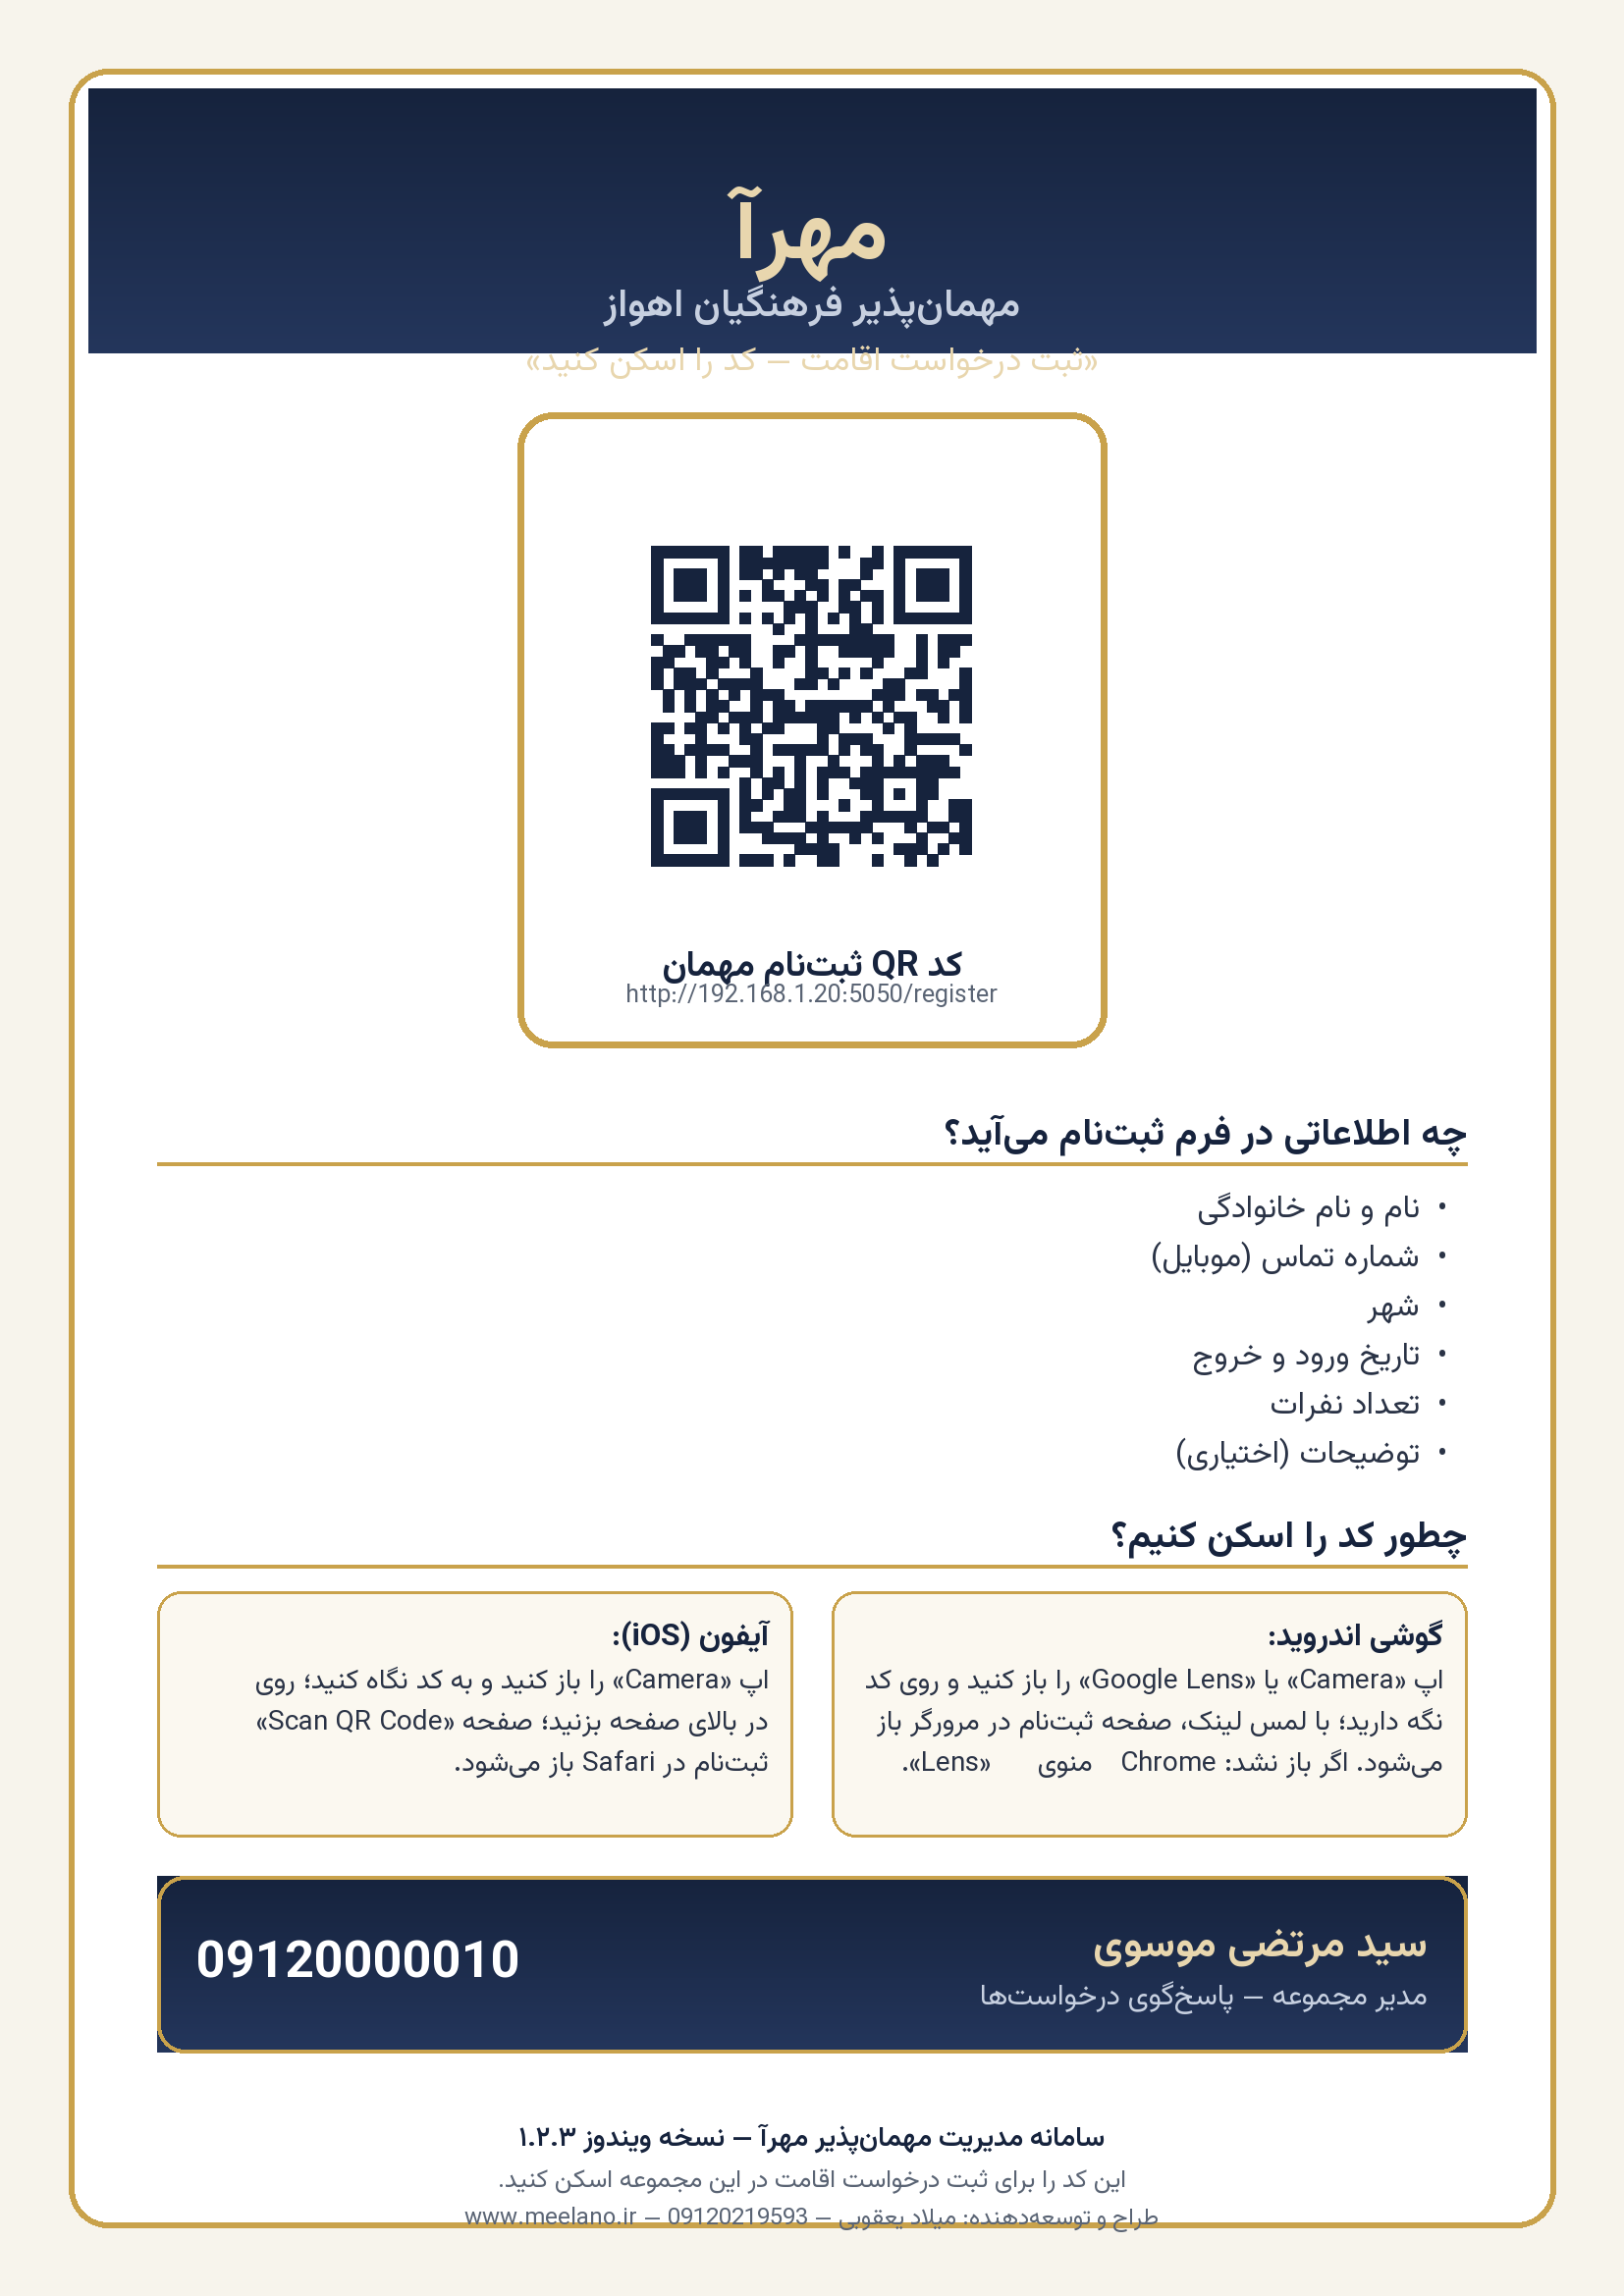 مهرآ
مهمان‌پذیر فرهنگیان اهواز
«ثبت درخواست اقامت — کد را اسکن کنید»
کد QR ثبت‌نام مهمان
http://192.168.1.20:5050/register
چه اطلاعاتی در فرم ثبت‌نام می‌آید؟
• نام و نام خانوادگی
• شماره تماس (موبایل)
• شهر
• تاریخ ورود و خروج
• تعداد نفرات
• توضیحات (اختیاری)
چطور کد را اسکن کنیم؟
گوشی اندروید:
اپ «Camera» یا «Google Lens» را باز کنید و روی کد
نگه دارید؛ با لمس لینک، صفحه ثبت‌نام در مرورگر باز
می‌شود. اگر باز نشد: Chrome منوی «Lens».
آیفون (iOS):
اپ «Camera» را باز کنید و به کد نگاه کنید؛ روی
در بالای صفحه بزنید؛ صفحه «Scan QR Code»
ثبت‌نام در Safari باز می‌شود.
سید مرتضی موسوی
مدیر مجموعه — پاسخ‌گوی درخواست‌ها
09120000010
سامانه مدیریت مهمان‌پذیر مهرآ — نسخه ویندوز ۱.۲.۳
این کد را برای ثبت درخواست اقامت در این مجموعه اسکن کنید.
طراح و توسعه‌دهنده: میلاد یعقوبی — 09120219593 — www.meelano.ir